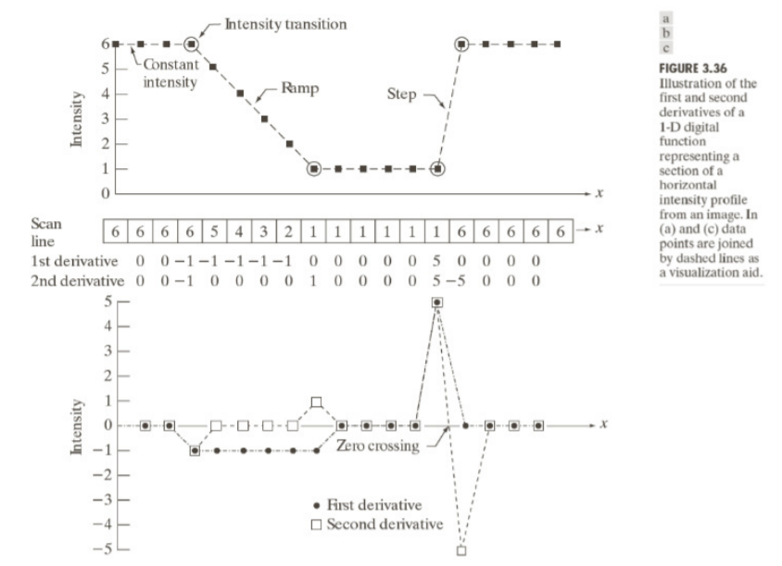 Intensity transition
6
5
4
3
2
1
0
Intensity
Constant
intensity
Ramp
Step
x
Scan
line
6 6 6 6 5 4 3 2 1 1 1 1 1 1 6 6 6 6 6 x
1st derivative 0 0 −1 −1 −1 −1 −1 0 0 0 0 0 5 0 0 0 0
2nd derivative 0 0 −1 0 0 0 0 1 0 0 0 0 5 −5 0 0 0
5
4
3
2
1
0
−1
−2
−3
−4
−5
Intensity
x
Zero crossing
First derivative
Second derivative
a
b
c
FIGURE 3.36
Illustration of the
first and second
derivatives of a
1-D digital
function
representing a
section of a
horizontal
intensity profile
from an image. In
(a) and (c) data
points are joined
by dashed lines as
a visualization aid.